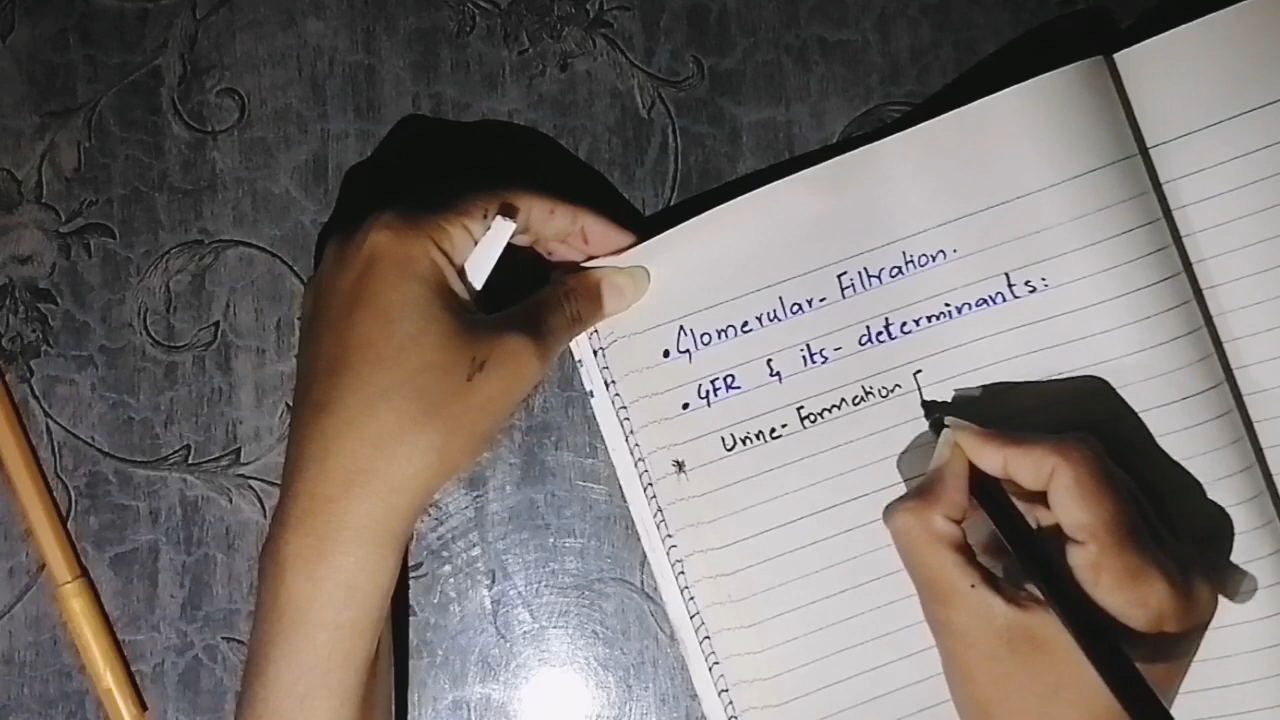 • Glomerular - Filtration.
• GFR & its - determinants:
* Urine - Formation [